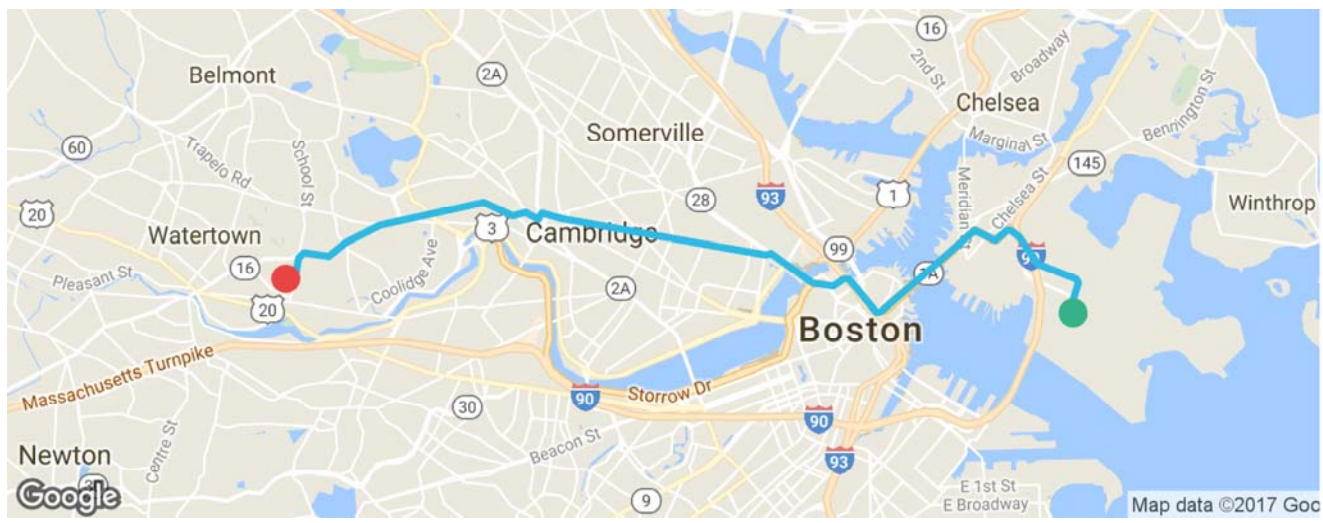 16
2A
Belmont
2nd St
Broadway
Chelsea
Somerville
Marginal St
Bennington St
60
Trapelo Rd
School St
145
93
28
1
Meridian St
Chelsea St
20
Winthrop
Watertown
3
Cambridge
99
16
Pleasant St
Coolidge Ave
1A
20
2A
Boston
Massachusetts Turnpike
Storrow Dr
90
30
90
Beacon St
93
Newton
Centre St
9
E 1st St
E Broadway
Google
Map data ©2017 Goo